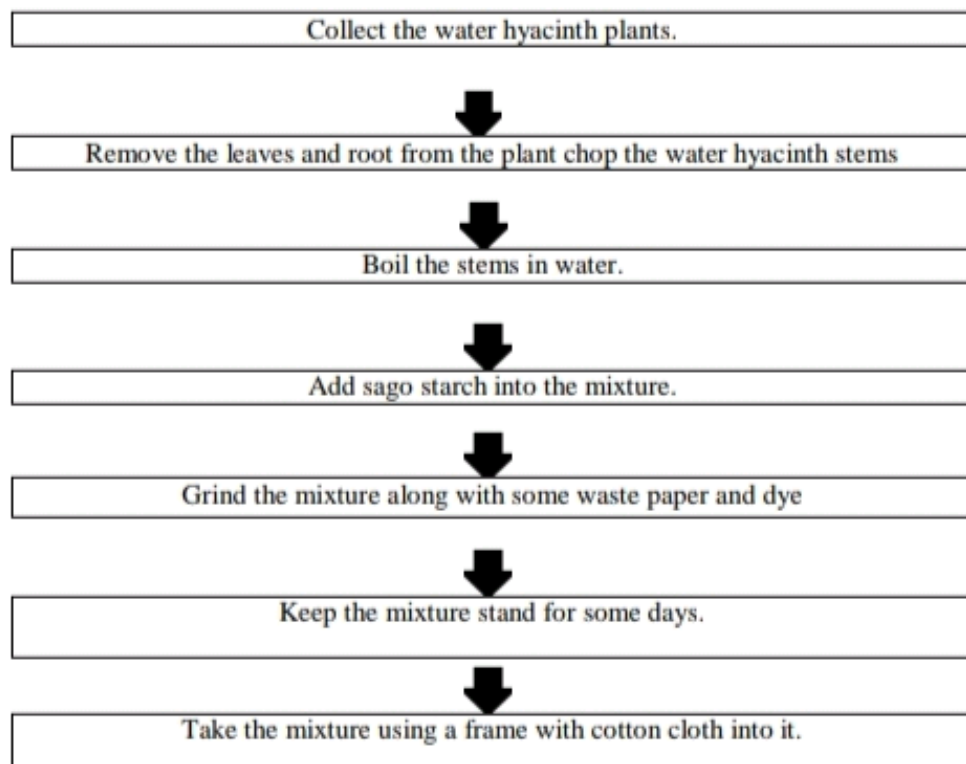 Collect the water hyacinth plants.
Remove the leaves and root from the plant chop the water hyacinth stems
Boil the stems in water.
Add sago starch into the mixture.
Grind the mixture along with some waste paper and dye
Keep the mixture stand for some days.
Take the mixture using a frame with cotton cloth into it.